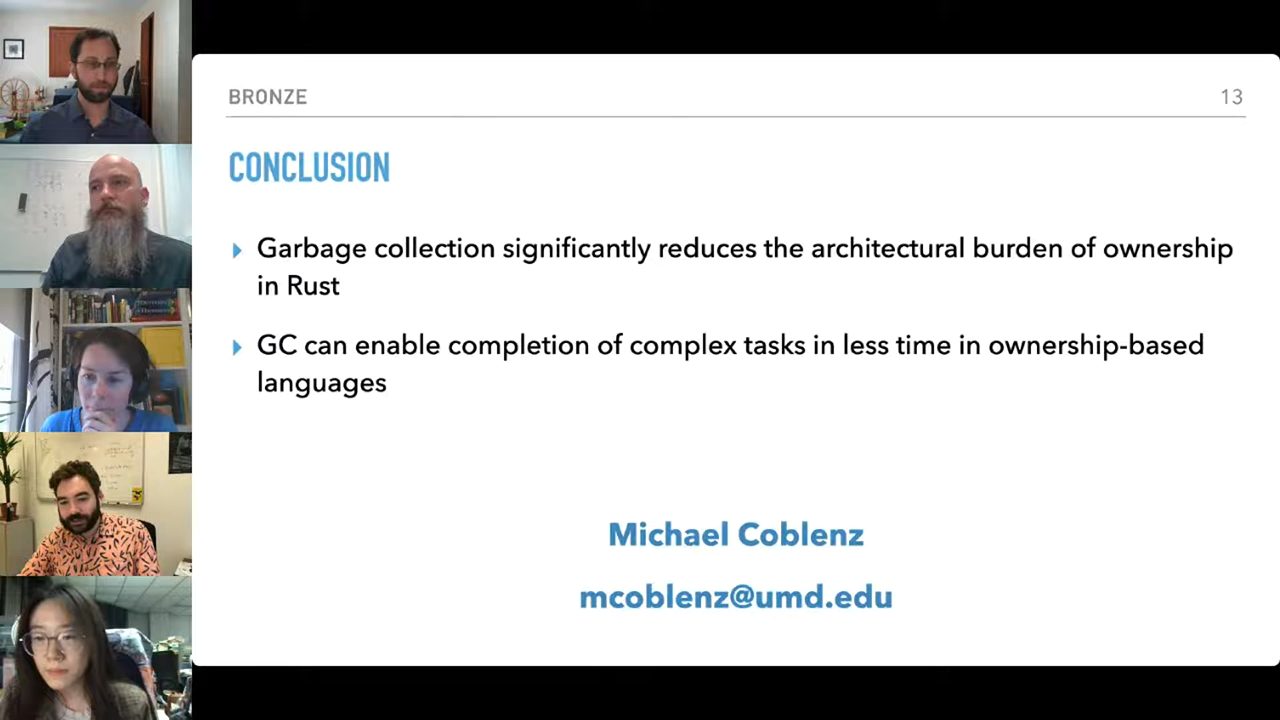 BRONZE
13
CONCLUSION
Garbage collection significantly reduces the architectural burden of ownership
in Rust
GC can enable completion of complex tasks in less time in ownership-based
languages
Michael Coblenz
mcoblenz@umd.edu